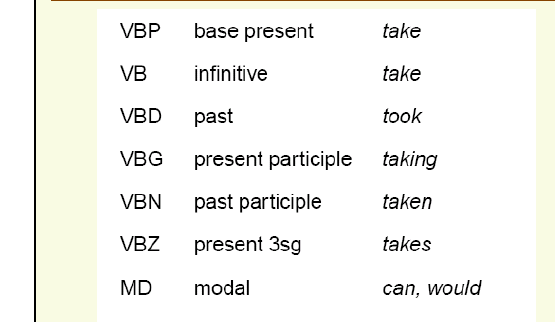 VBP base present take
VB infinitive take
VBD past took
VBG present participle taking
VBN past participle taken
VBZ present 3sg takes
MD modal can, would